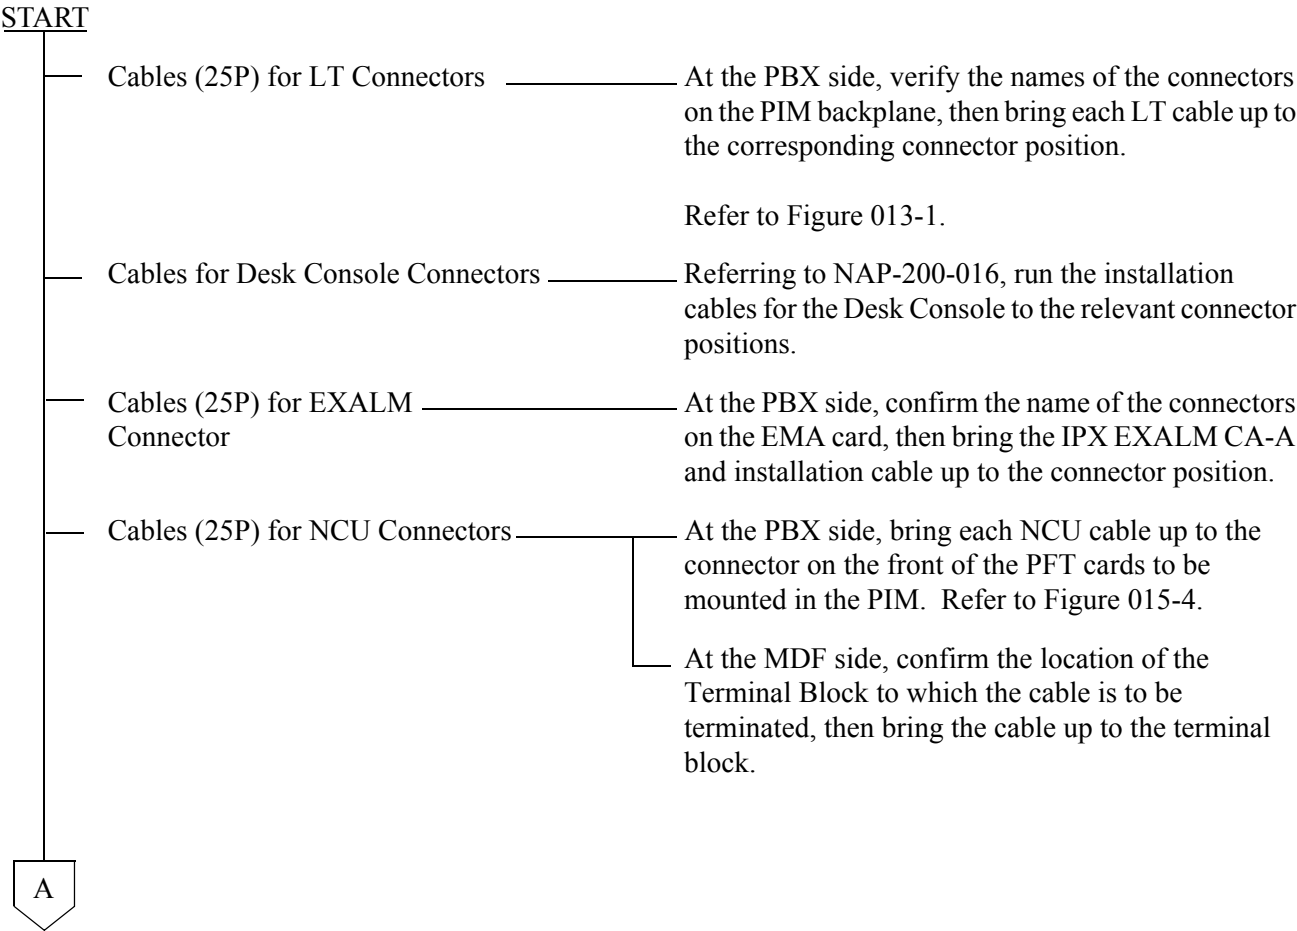 START
Cables (25P) for LT Connectors
At the PBX side, verify the names of the connectors
on the PIM backplane, then bring each LT cable up to
the corresponding connector position.
Refer to Figure 013-1.
Cables for Desk Console Connectors
Referring to NAP-200-016, run the installation
cables for the Desk Console to the relevant connector
positions.
Cables (25P) for EXALM
Connector
At the PBX side, confirm the name of the connectors
on the EMA card, then bring the IPX EXALM CA-A
and installation cable up to the connector position.
Cables (25P) for NCU Connectors
At the PBX side, bring each NCU cable up to the
connector on the front of the PFT cards to be
mounted in the PIM. Refer to Figure 015-4.
At the MDF side, confirm the location of the
Terminal Block to which the cable is to be
terminated, then bring the cable up to the terminal
block.
A